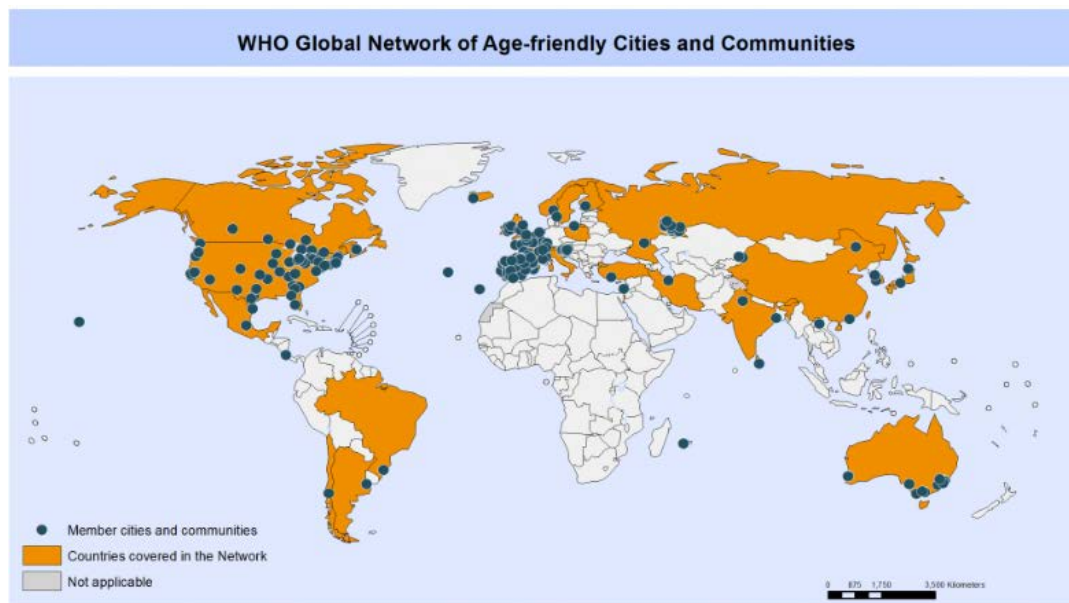 WHO Global Network of Age-friendly Cities and Communities
Member cities and communities
Countries covered in the Network
Not applicable
0 875 1,750 3,500 Kilometers